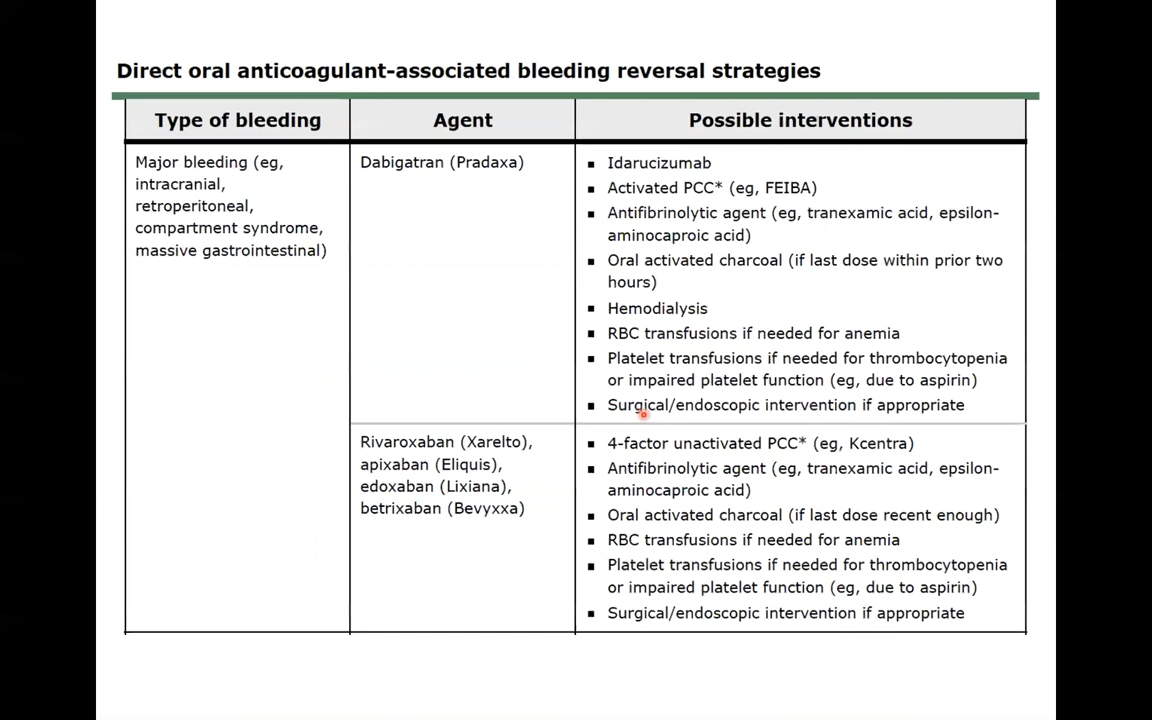 Direct oral anticoagulant-associated bleeding reversal strategies
Type of bleeding
Agent
Possible interventions
Major bleeding (eg,
intracranial,
retroperitoneal,
compartment syndrome,
massive gastrointestinal)
Dabigatran (Pradaxa)
▪ Idarucizumab
▪ Activated PCC* (eg, FEIBA)
▪ Antifibrinolytic agent (eg, tranexamic acid, epsilon-
aminocaproic acid)
▪ Oral activated charcoal (if last dose within prior two
hours)
▪ Hemodialysis
▪ RBC transfusions if needed for anemia
▪ Platelet transfusions if needed for thrombocytopenia
or impaired platelet function (eg, due to aspirin)
▪ Surgical/endoscopic intervention if appropriate
Rivaroxaban (Xarelto),
apixaban (Eliquis),
edoxaban (Lixiana),
betrixaban (Bevyxxa)
▪ 4-factor unactivated PCC* (eg, Kcentra)
▪ Antifibrinolytic agent (eg, tranexamic acid, epsilon-
aminocaproic acid)
▪ Oral activated charcoal (if last dose recent enough)
▪ RBC transfusions if needed for anemia
▪ Platelet transfusions if needed for thrombocytopenia
or impaired platelet function (eg, due to aspirin)
▪ Surgical/endoscopic intervention if appropriate